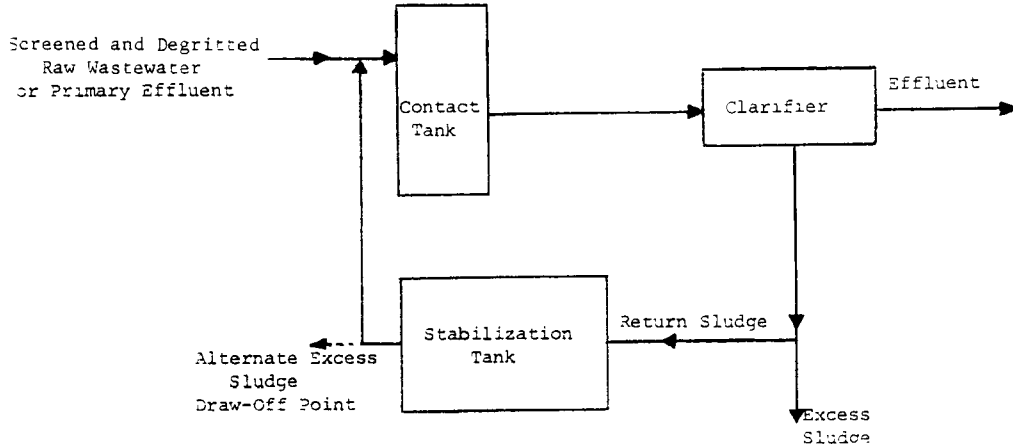 Screened and Degritted
Raw Wastewater
or Primary Effluent
Contact
Tank
Clarifier
Effluent
Return Sludge
Stabilization
Tank
Alternate Excess
Sludge
Draw-Off Point
Excess
Sludge